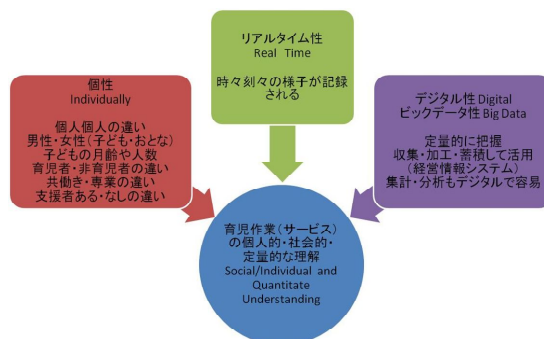 個性
Individually
個人個人の違い
男性・女性(子ども・おとな)
子どもの月齢や人数
育児者・非育児者の違い
共働き・専業の違い
支援者ある・なしの違い
リアルタイム性
Real Time
時々刻々の様子が記録
される
デジタル性 Digital
ビックデータ性 Big Data
定量的に把握
収集・加工・蓄積して活用
(経営情報システム)
集計・分析もデジタルで容易
育児作業(サービス)
の個人的・社会的・
定量的な理解
Social/Individual and
Quantitate
Understanding